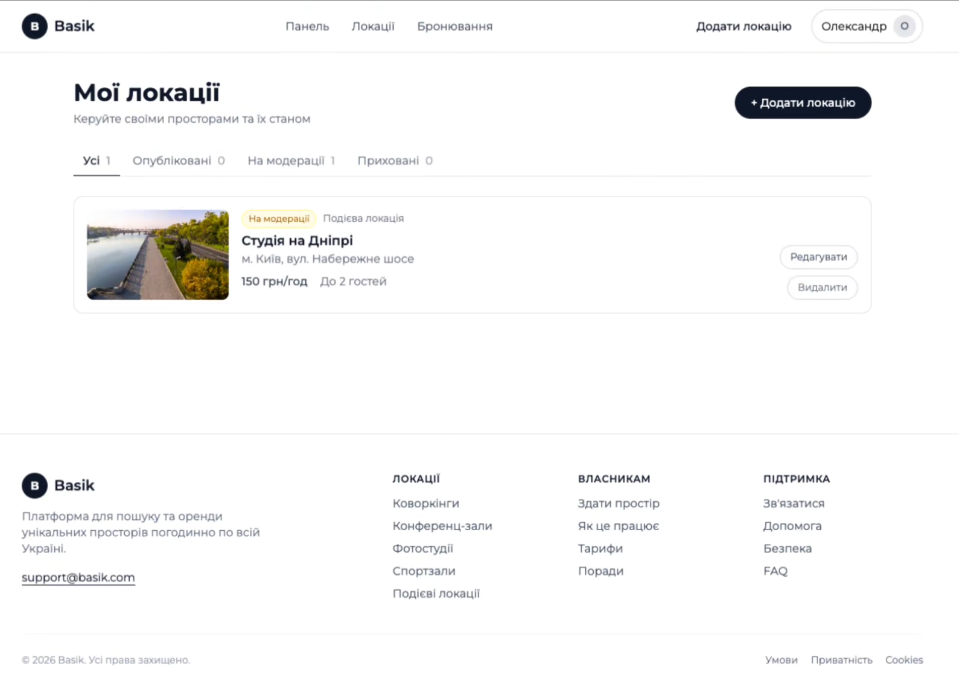 B Basik
Панель Локації Бронювання
Додати локацію
Олександр О
Мої локації
Керуйте своїми просторами та їх станом
+ Додати локацію
Усі 1 Опубліковані 0 На модерації 1 Приховані 0
На модерації Подієва локація
Студія на Дніпрі
м. Київ, вул. Набережне шосе
150 грн/год До 2 гостей
Редагувати
Видалити
B Basik
Платформа для пошуку та оренди
унікальних просторів погодинно по всій
Україні.
support@basik.com
ЛОКАЦІЇ
Коворкінги
Конференц-зали
Фотостудії
Спортзали
Подієві локації
ВЛАСНИКАМ
Здати простір
Як це працює
Тарифи
Поради
ПІДТРИМКА
Зв'язатися
Допомога
Безпека
FAQ
© 2026 Basik. Усі права захищено.
Умови Приватність Cookies